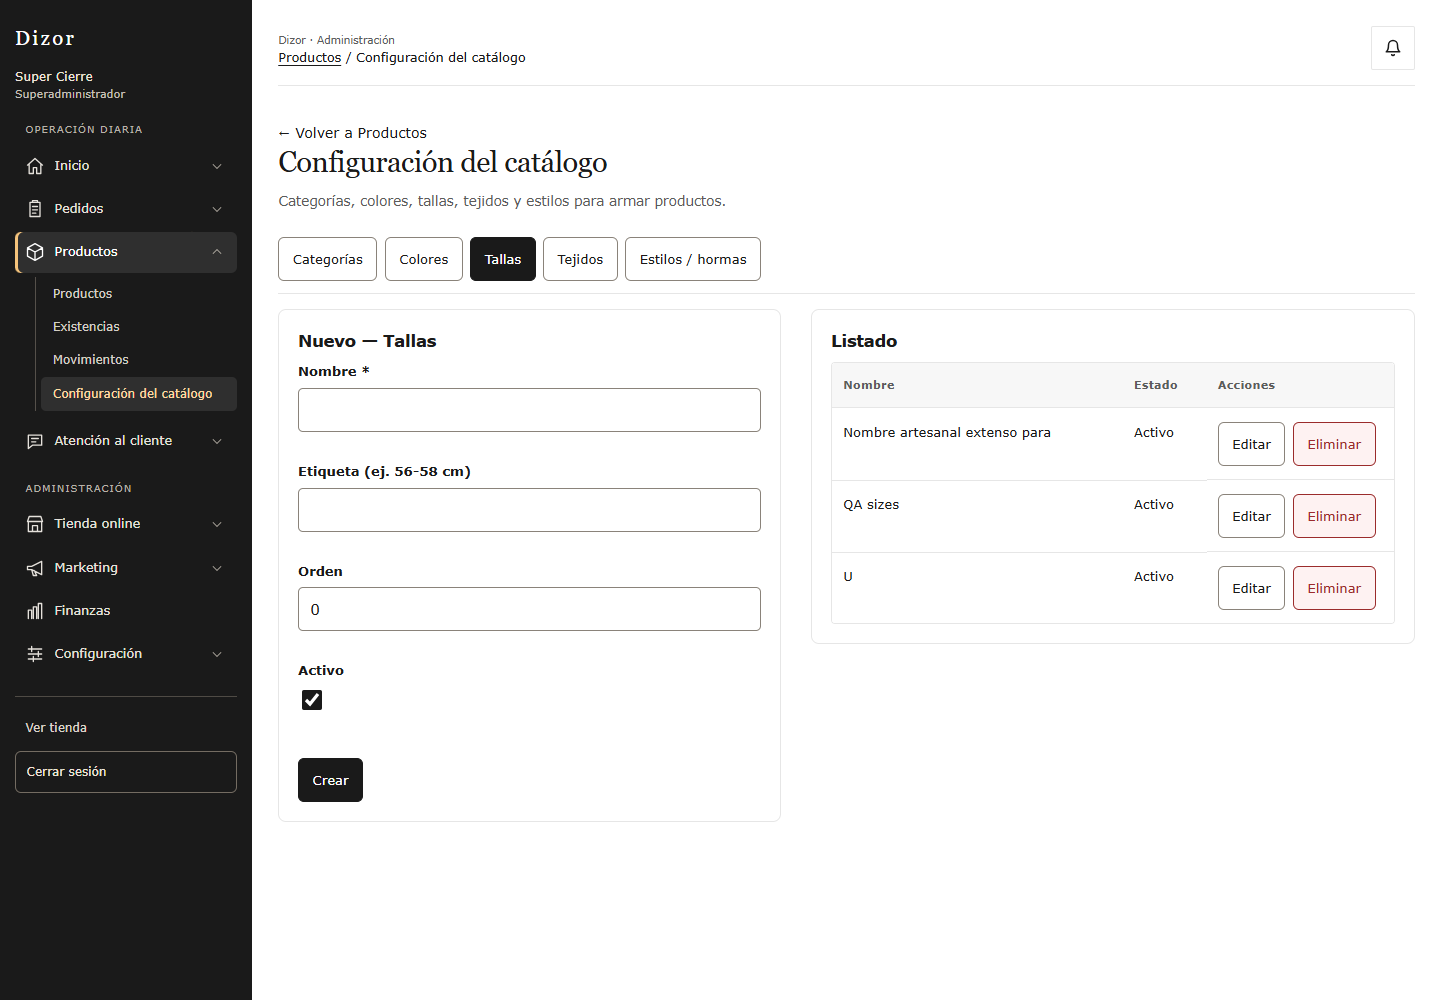 Dizor
Super Cierre
Superadministrador
OPERACIÓN DIARIA
Inicio
Pedidos
Productos
Productos
Existencias
Movimientos
Configuración del catálogo
Atención al cliente
ADMINISTRACIÓN
Tienda online
Marketing
Finanzas
Configuración
Ver tienda
Cerrar sesión
Dizor · Administración
Productos / Configuración del catálogo
← Volver a Productos
Configuración del catálogo
Categorías, colores, tallas, tejidos y estilos para armar productos.
Categorías Colores Tallas Tejidos Estilos / hormas
Nuevo — Tallas
Nombre *
Etiqueta (ej. 56-58 cm)
Orden
0
Activo
Crear
Listado
Nombre Estado Acciones
Nombre artesanal extenso para Activo Editar Eliminar
QA sizes Activo Editar Eliminar
U Activo Editar Eliminar